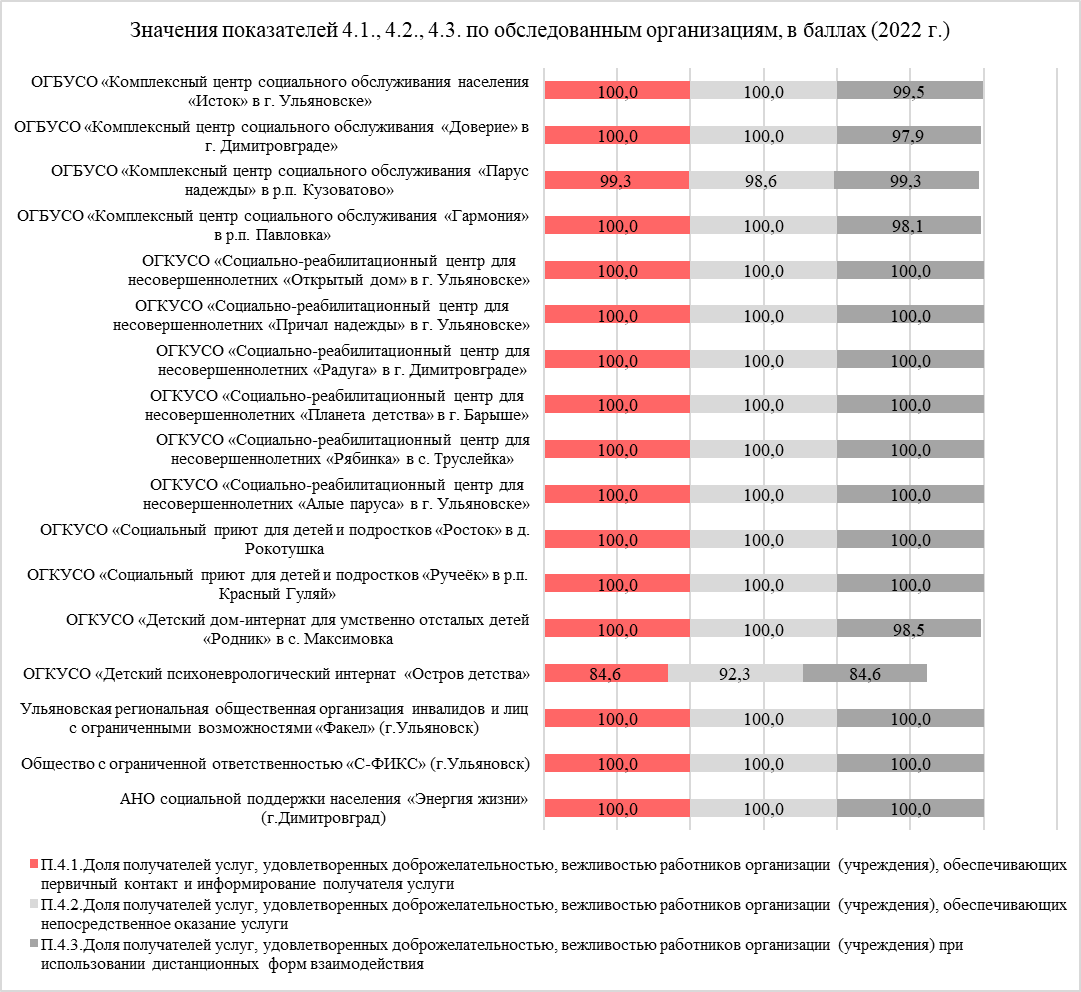 Значения показателей 4.1., 4.2., 4.3. по обследованным организациям, в баллах (2022 г.)
ОГБУСО «Комплексный центр социального обслуживания населения
«Исток» в г. Ульяновске»
100,0 100,0 99,5
ОГБУСО «Комплексный центр социального обслуживания «Доверие» в
г. Димитровграде»
100,0 100,0 97,9
ОГБУСО «Комплексный центр социального обслуживания «Парус
надежды» в р.п. Кузоватово»
99,3 98,6 99,3
ОГБУСО «Комплексный центр социального обслуживания «Гармония»
в р.п. Павловка»
100,0 100,0 98,1
ОГКУСО «Социально-реабилитационный центр для
несовершеннолетних «Открытый дом» в г. Ульяновске»
100,0 100,0 100,0
ОГКУСО «Социально-реабилитационный центр для
несовершеннолетних «Причал надежды» в г. Ульяновске»
100,0 100,0 100,0
ОГКУСО «Социально-реабилитационный центр для
несовершеннолетних «Радуга» в г. Димитровграде»
100,0 100,0 100,0
ОГКУСО «Социально-реабилитационный центр для
несовершеннолетних «Планета детства» в г. Барыше»
100,0 100,0 100,0
ОГКУСО «Социально-реабилитационный центр для
несовершеннолетних «Рябинка» в с. Труслейка»
100,0 100,0 100,0
ОГКУСО «Социально-реабилитационный центр для
несовершеннолетних «Алые паруса» в г. Ульяновске»
100,0 100,0 100,0
ОГКУСО «Социальный приют для детей и подростков «Росток» в д.
Рокотушка
100,0 100,0 100,0
ОГКУСО «Социальный приют для детей и подростков «Ручеёк» в р.п.
Красный Гуляй»
100,0 100,0 100,0
ОГКУСО «Детский дом-интернат для умственно отсталых детей
«Родник» в с. Максимовка
100,0 100,0 98,5
ОГКУСО «Детский психоневрологический интернат «Остров детства»
84,6 92,3 84,6
Ульяновская региональная общественная организация инвалидов и лиц
с ограниченными возможностями «Факел» (г.Ульяновск)
100,0 100,0 100,0
Общество с ограниченной ответственностью «С-ФИКС» (г.Ульяновск)
100,0 100,0 100,0
АНО социальной поддержки населения «Энергия жизни»
(г.Димитровград)
100,0 100,0 100,0
П.4.1.Доля получателей услуг, удовлетворенных доброжелательностью, вежливостью работников организации (учреждения), обеспечивающих
первичный контакт и информирование получателя услуги
П.4.2.Доля получателей услуг, удовлетворенных доброжелательностью, вежливостью работников организации (учреждения), обеспечивающих
непосредственное оказание услуги
П.4.3.Доля получателей услуг, удовлетворенных доброжелательностью, вежливостью работников организации (учреждения) при
использовании дистанционных форм взаимодействия